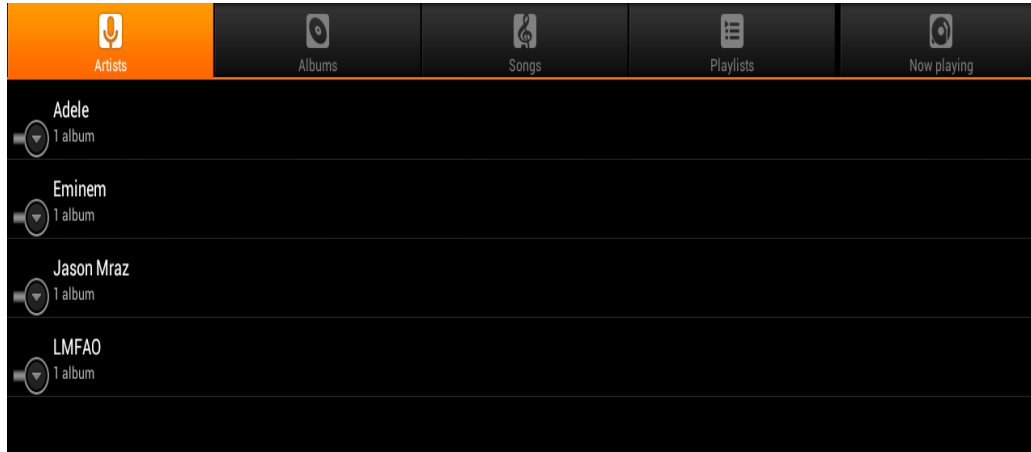 Artists
Albums
Songs
Playlists
Now playing
Adele
1 album
Eminem
1 album
Jason Mraz
1 album
LMFAO
1 album